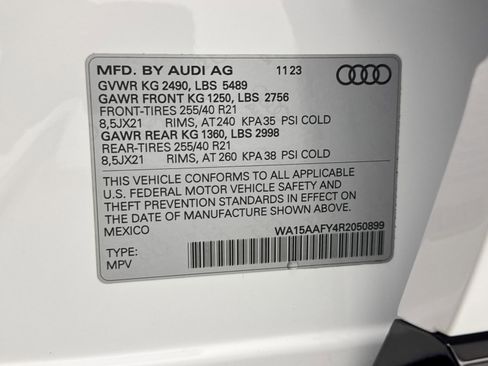 MFD. BY AUDI AG 11 23
GVWR KG 2490, LBS 5489
GAWR FRONT KG 1250, LBS 2756
FRONT-TIRES 255/40 R21
8,5JX21 RIMS, AT 240 KPA 35 PSI COLD
GAWR REAR KG 1360, LBS 2998
REAR-TIRES 255/40 R21
8,5JX21 RIMS, AT 260 KPA 38 PSI COLD
THIS VEHICLE CONFORMS TO ALL APPLICABLE
U.S. FEDERAL MOTOR VEHICLE SAFETY AND
THEFT PREVENTION STANDARDS IN EFFECT ON
THE DATE OF MANUFACTURE SHOWN ABOVE.
MEXICO
WA15AAFY4R2050899
TYPE:
MPV